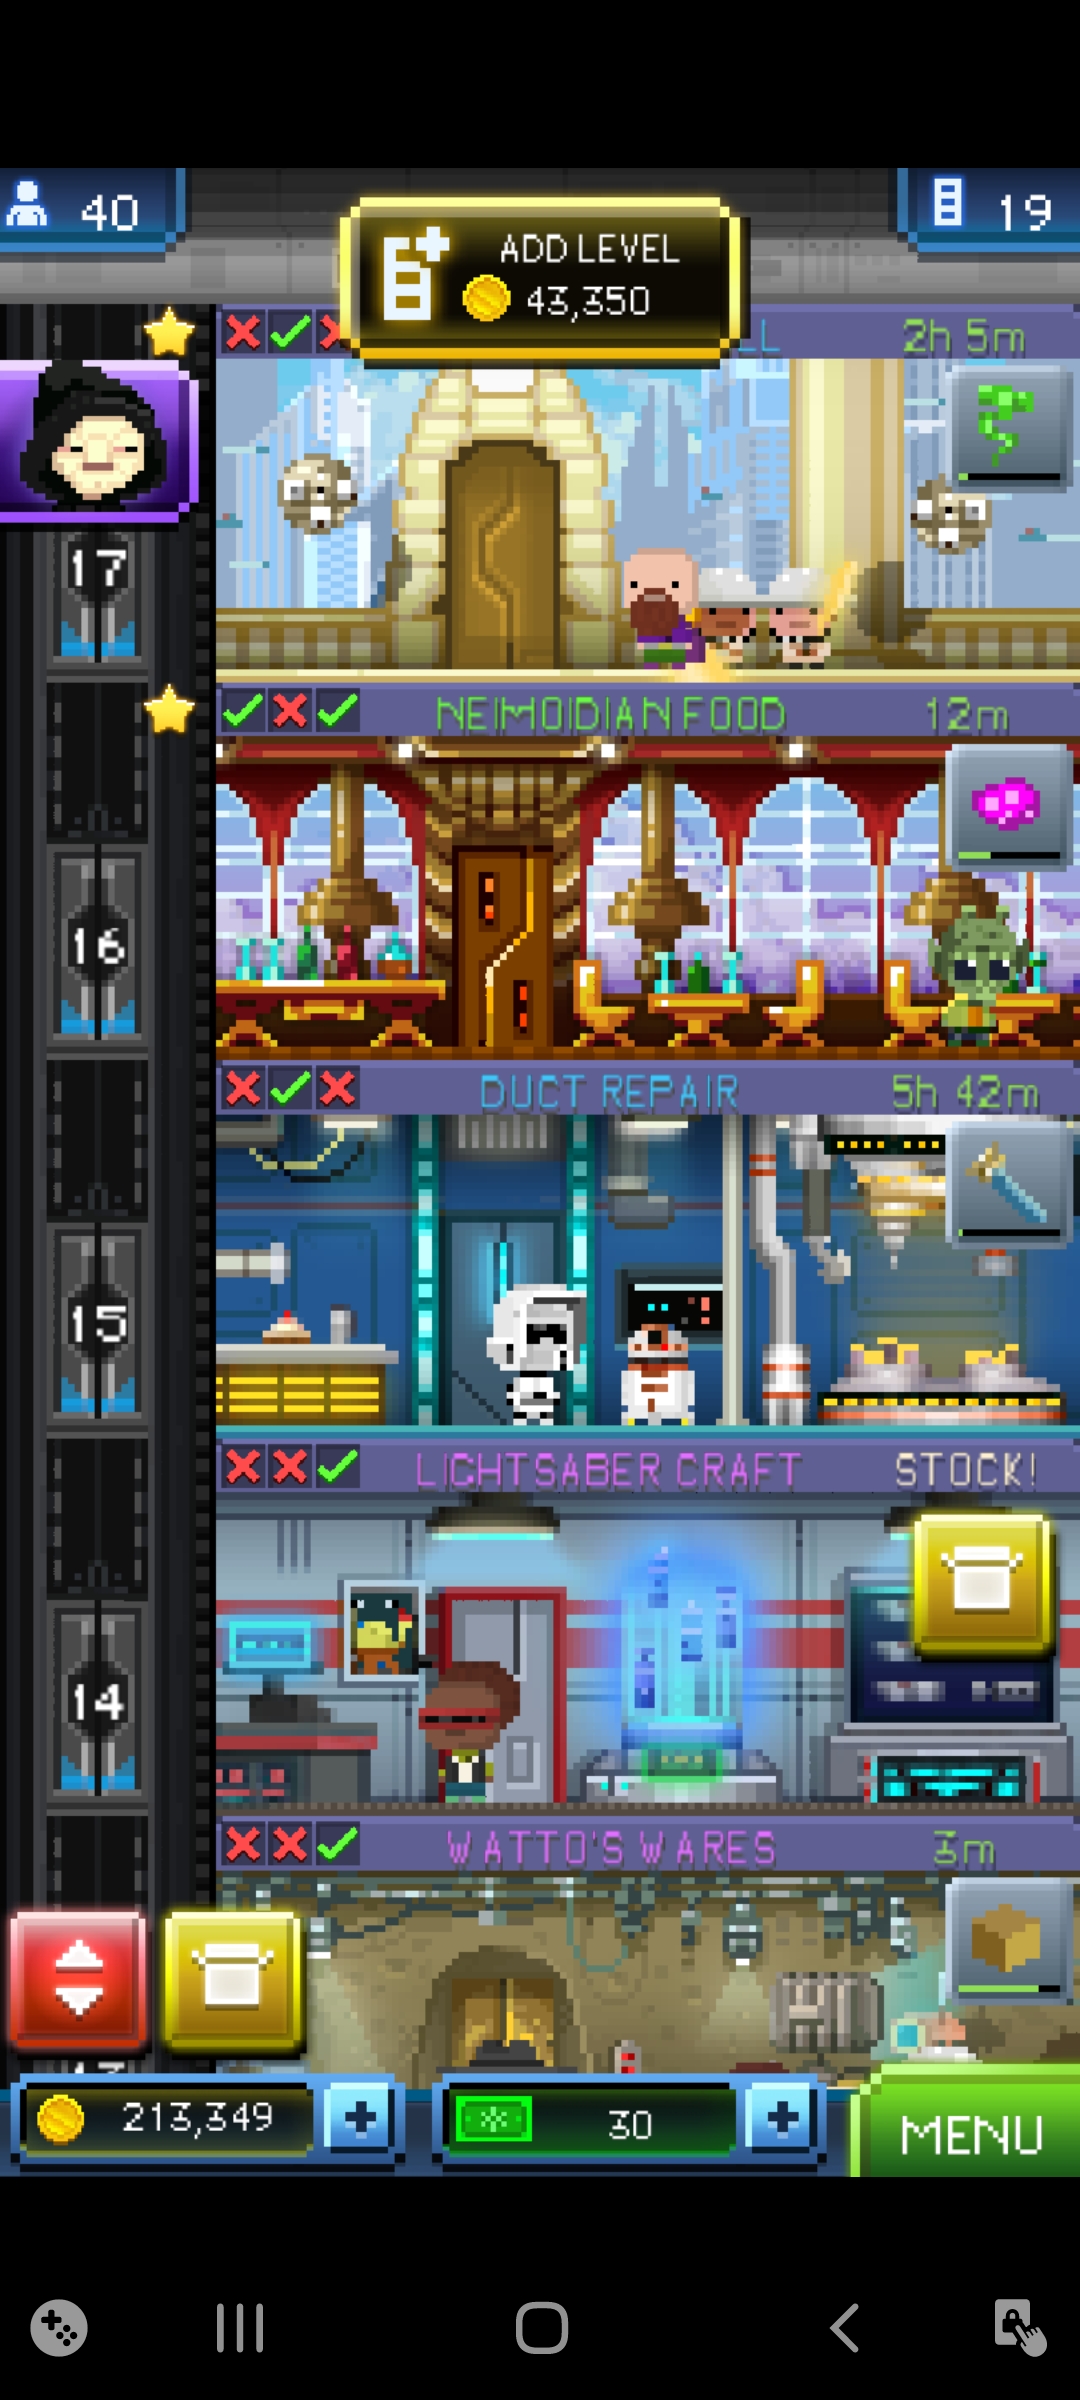 40
ADD LEVEL
43,350
19
LL
2h 5m
17
NEIMOIDIAN FOOD
12m
16
DUCT REPAIR
5h 42m
15
LIGHTSABER CRAFT
STOCK!
14
WATTO'S WARES
3m
213,349
30
MENU